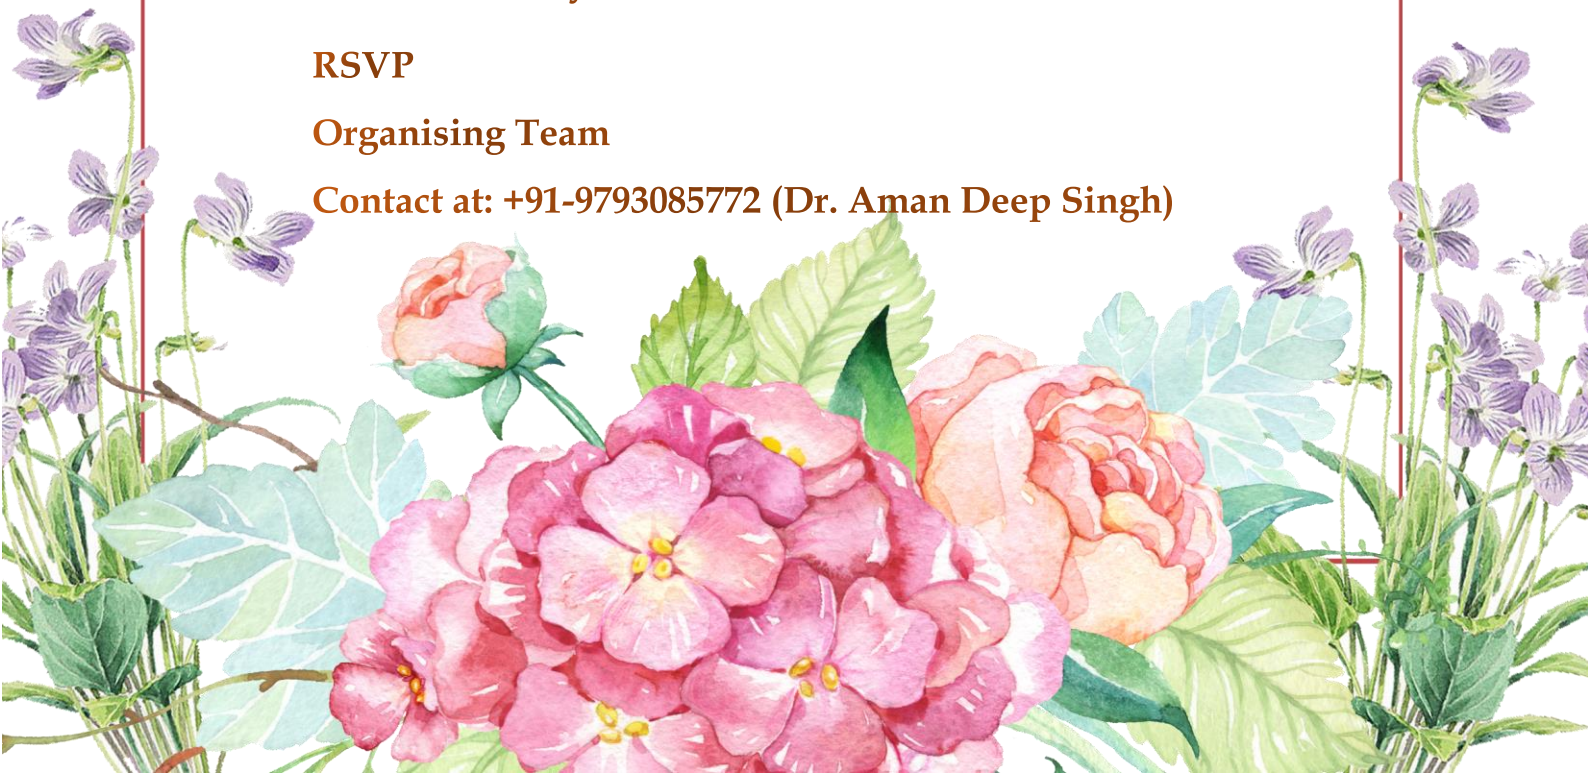 RSVP
Organising Team
Contact at: +91-9793085772 (Dr. Aman Deep Singh)